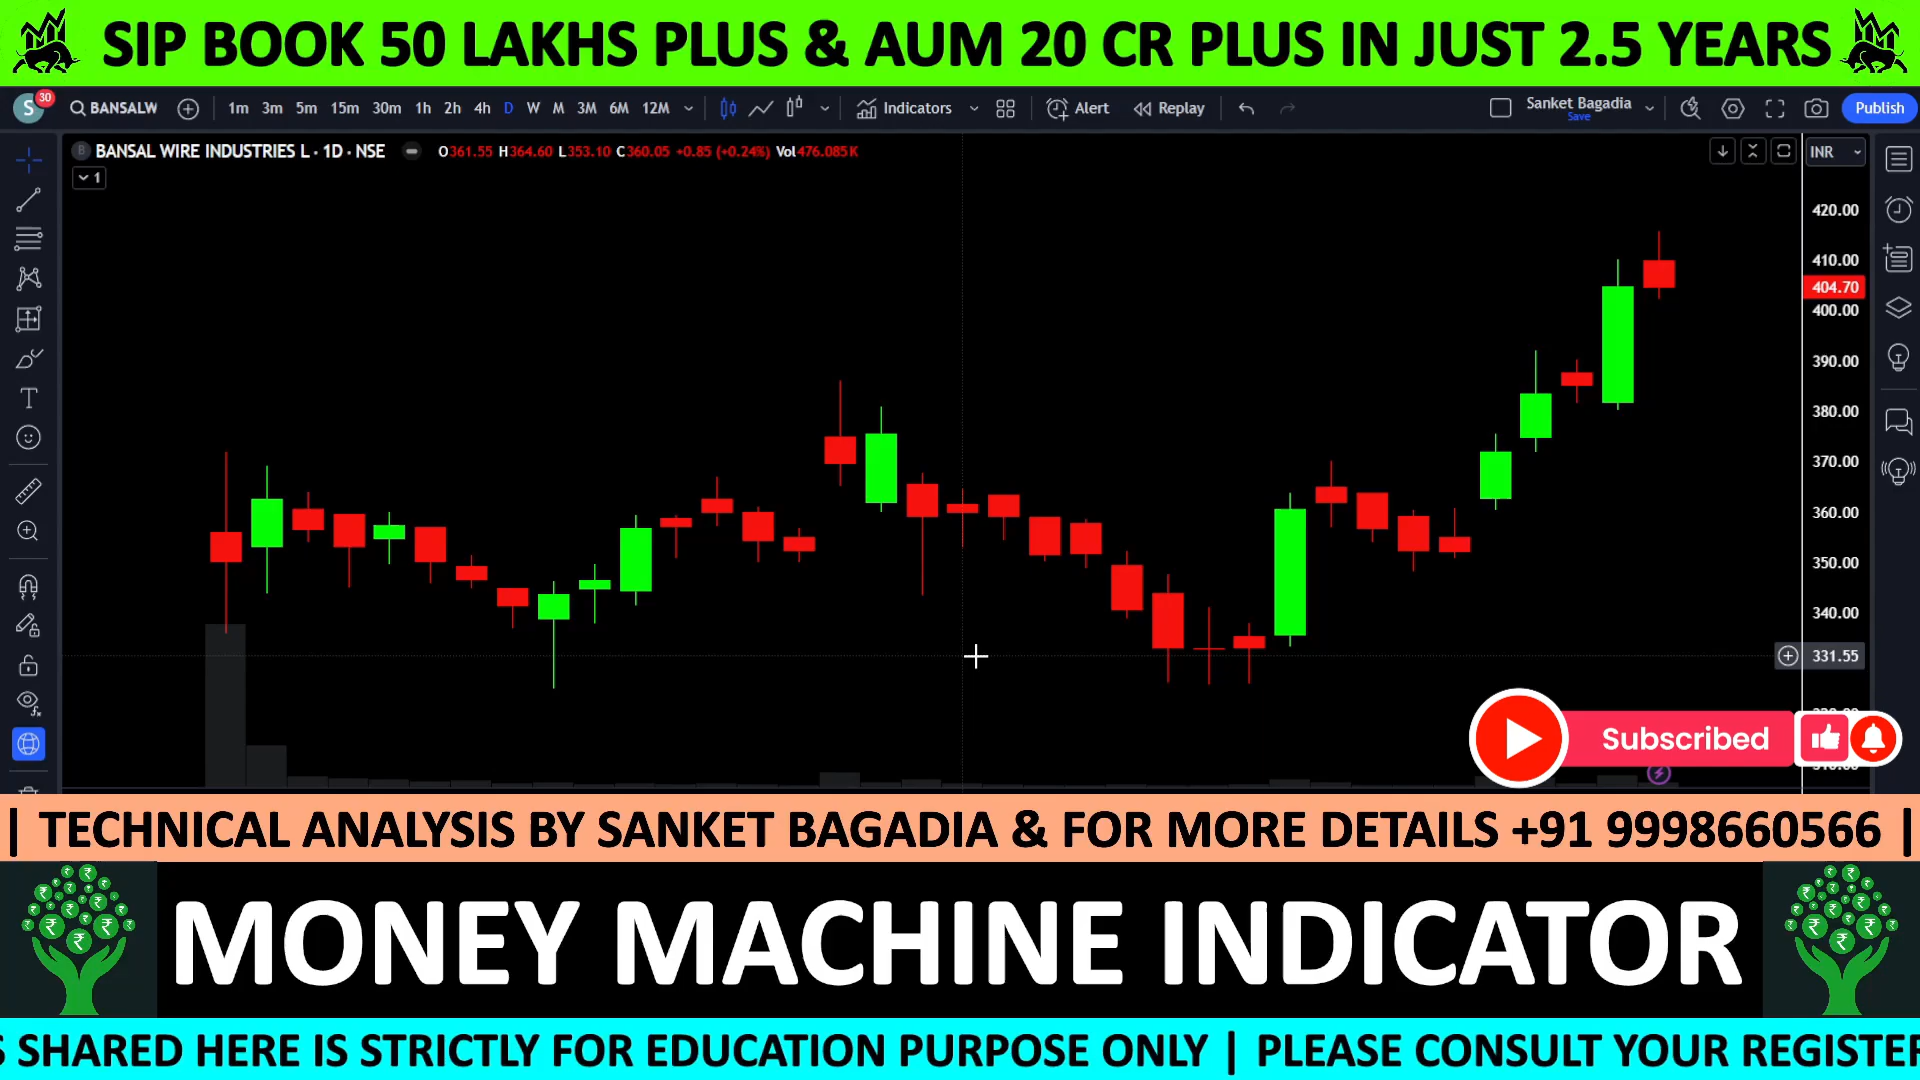 SIP BOOK 50 LAKHS PLUS & AUM 20 CR PLUS IN JUST 2.5 YEARS
S 30 BANSALW 1m 3m 5m 15m 30m 1h 2h 4h D W M 3M 6M 12M Indicators Alert Replay Sanket Bagadia Save Publish
B BANSAL WIRE INDUSTRIES L · 1D · NSE O361.55 H364.60 L353.10 C360.05 +0.85 (+0.24%) Vol476.085K INR
1
420.00
410.00
404.70
400.00
390.00
380.00
370.00
360.00
350.00
340.00
331.55
Subscribed
| TECHNICAL ANALYSIS BY SANKET BAGADIA & FOR MORE DETAILS +91 9998660566 |
MONEY MACHINE INDICATOR
S SHARED HERE IS STRICTLY FOR EDUCATION PURPOSE ONLY | PLEASE CONSULT YOUR REGISTER